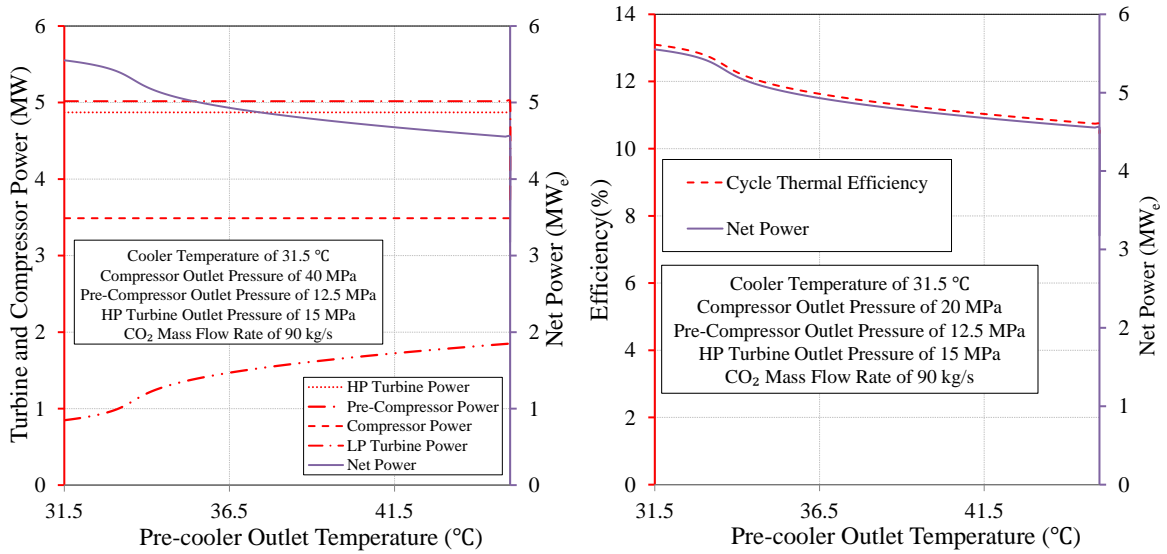 Turbine and Compressor Power (MW)
6
5
4
3
2
1
0
Cooler Temperature of 31.5 ℃
Compressor Outlet Pressure of 40 MPa
Pre-Compressor Outlet Pressure of 12.5 MPa
HP Turbine Outlet Pressure of 15 MPa
CO₂ Mass Flow Rate of 90 kg/s
HP Turbine Power
Pre-Compressor Power
Compressor Power
LP Turbine Power
Net Power
6
5
4
3
2
1
0
Net Power (MWₑ)
31.5
36.5
41.5
Pre-cooler Outlet Temperature (℃)
Efficiency(%)
14
12
10
8
6
4
2
0
Cycle Thermal Efficiency
Net Power
Cooler Temperature of 31.5 ℃
Compressor Outlet Pressure of 20 MPa
Pre-Compressor Outlet Pressure of 12.5 MPa
HP Turbine Outlet Pressure of 15 MPa
CO₂ Mass Flow Rate of 90 kg/s
6
5
4
3
2
1
0
Net Power (MWₑ)
31.5
36.5
41.5
Pre-cooler Outlet Temperature (℃)